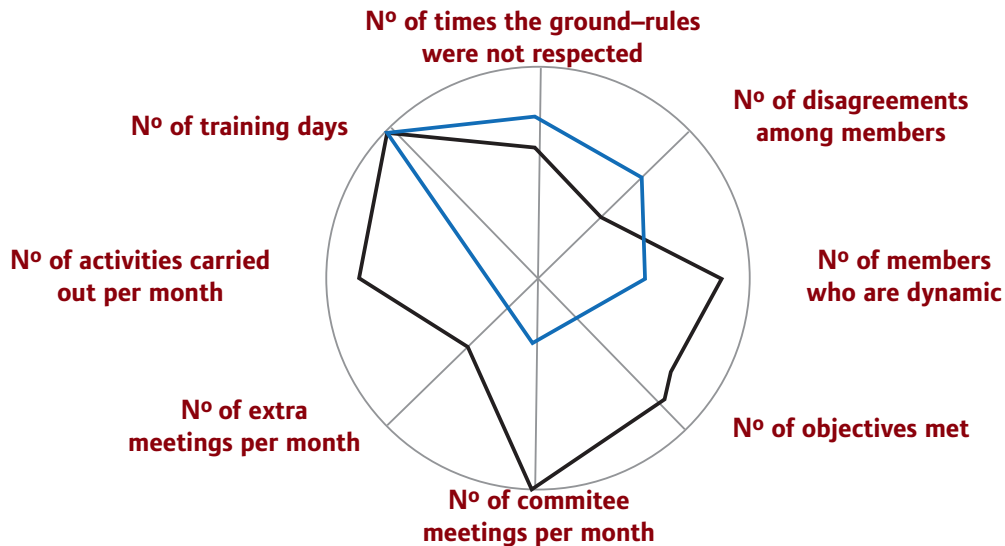 Nº of times the ground–rules
were not respected
Nº of disagreements
among members
Nº of training days
Nº of members
who are dynamic
Nº of activities carried
out per month
Nº of extra
meetings per month
Nº of objectives met
Nº of commitee
meetings per month